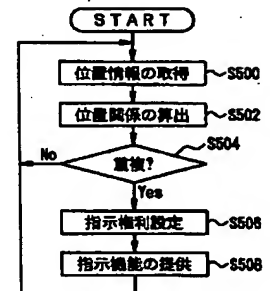 START
位置情報の取得
S500
位置関係の算出
S502
S504
重複?
No
Yes
指示権利設定
S506
指示機能の提供
S508